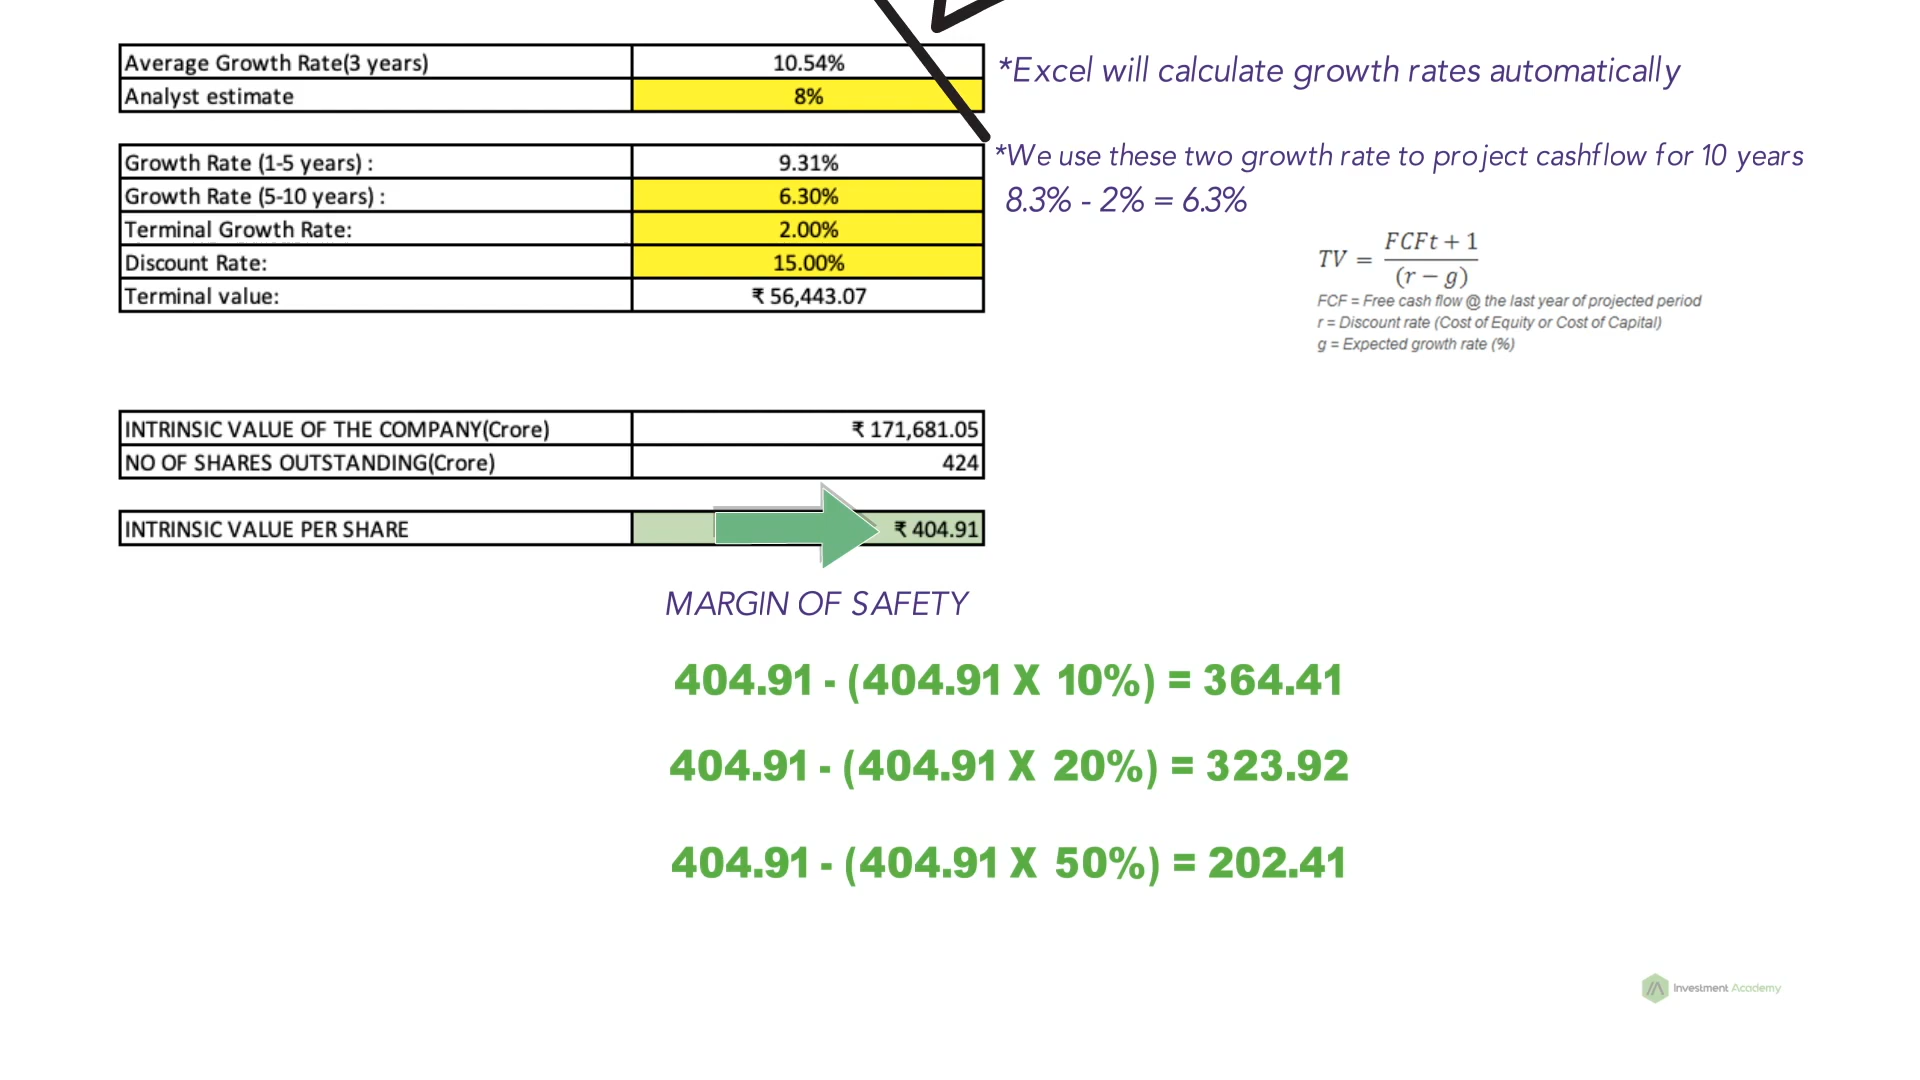 Average Growth Rate(3 years) 10.54%
*Excel will calculate growth rates automatically
Analyst estimate 8%
*We use these two growth rate to project cashflow for 10 years
Growth Rate (1-5 years) : 9.31%
Growth Rate (5-10 years) : 6.30%
8.3% - 2% = 6.3%
Terminal Growth Rate: 2.00%
Discount Rate: 15.00%
Terminal value: ₹ 56,443.07
TV = FCFt + 1
(r − g)
FCF = Free cash flow @ the last year of projected period
r = Discount rate (Cost of Equity or Cost of Capital)
g = Expected growth rate (%)
INTRINSIC VALUE OF THE COMPANY(Crore) ₹ 171,681.05
NO OF SHARES OUTSTANDING(Crore) 424
INTRINSIC VALUE PER SHARE ₹ 404.91
MARGIN OF SAFETY
404.91 - (404.91 X 10%) = 364.41
404.91 - (404.91 X 20%) = 323.92
404.91 - (404.91 X 50%) = 202.41
Investment Academy